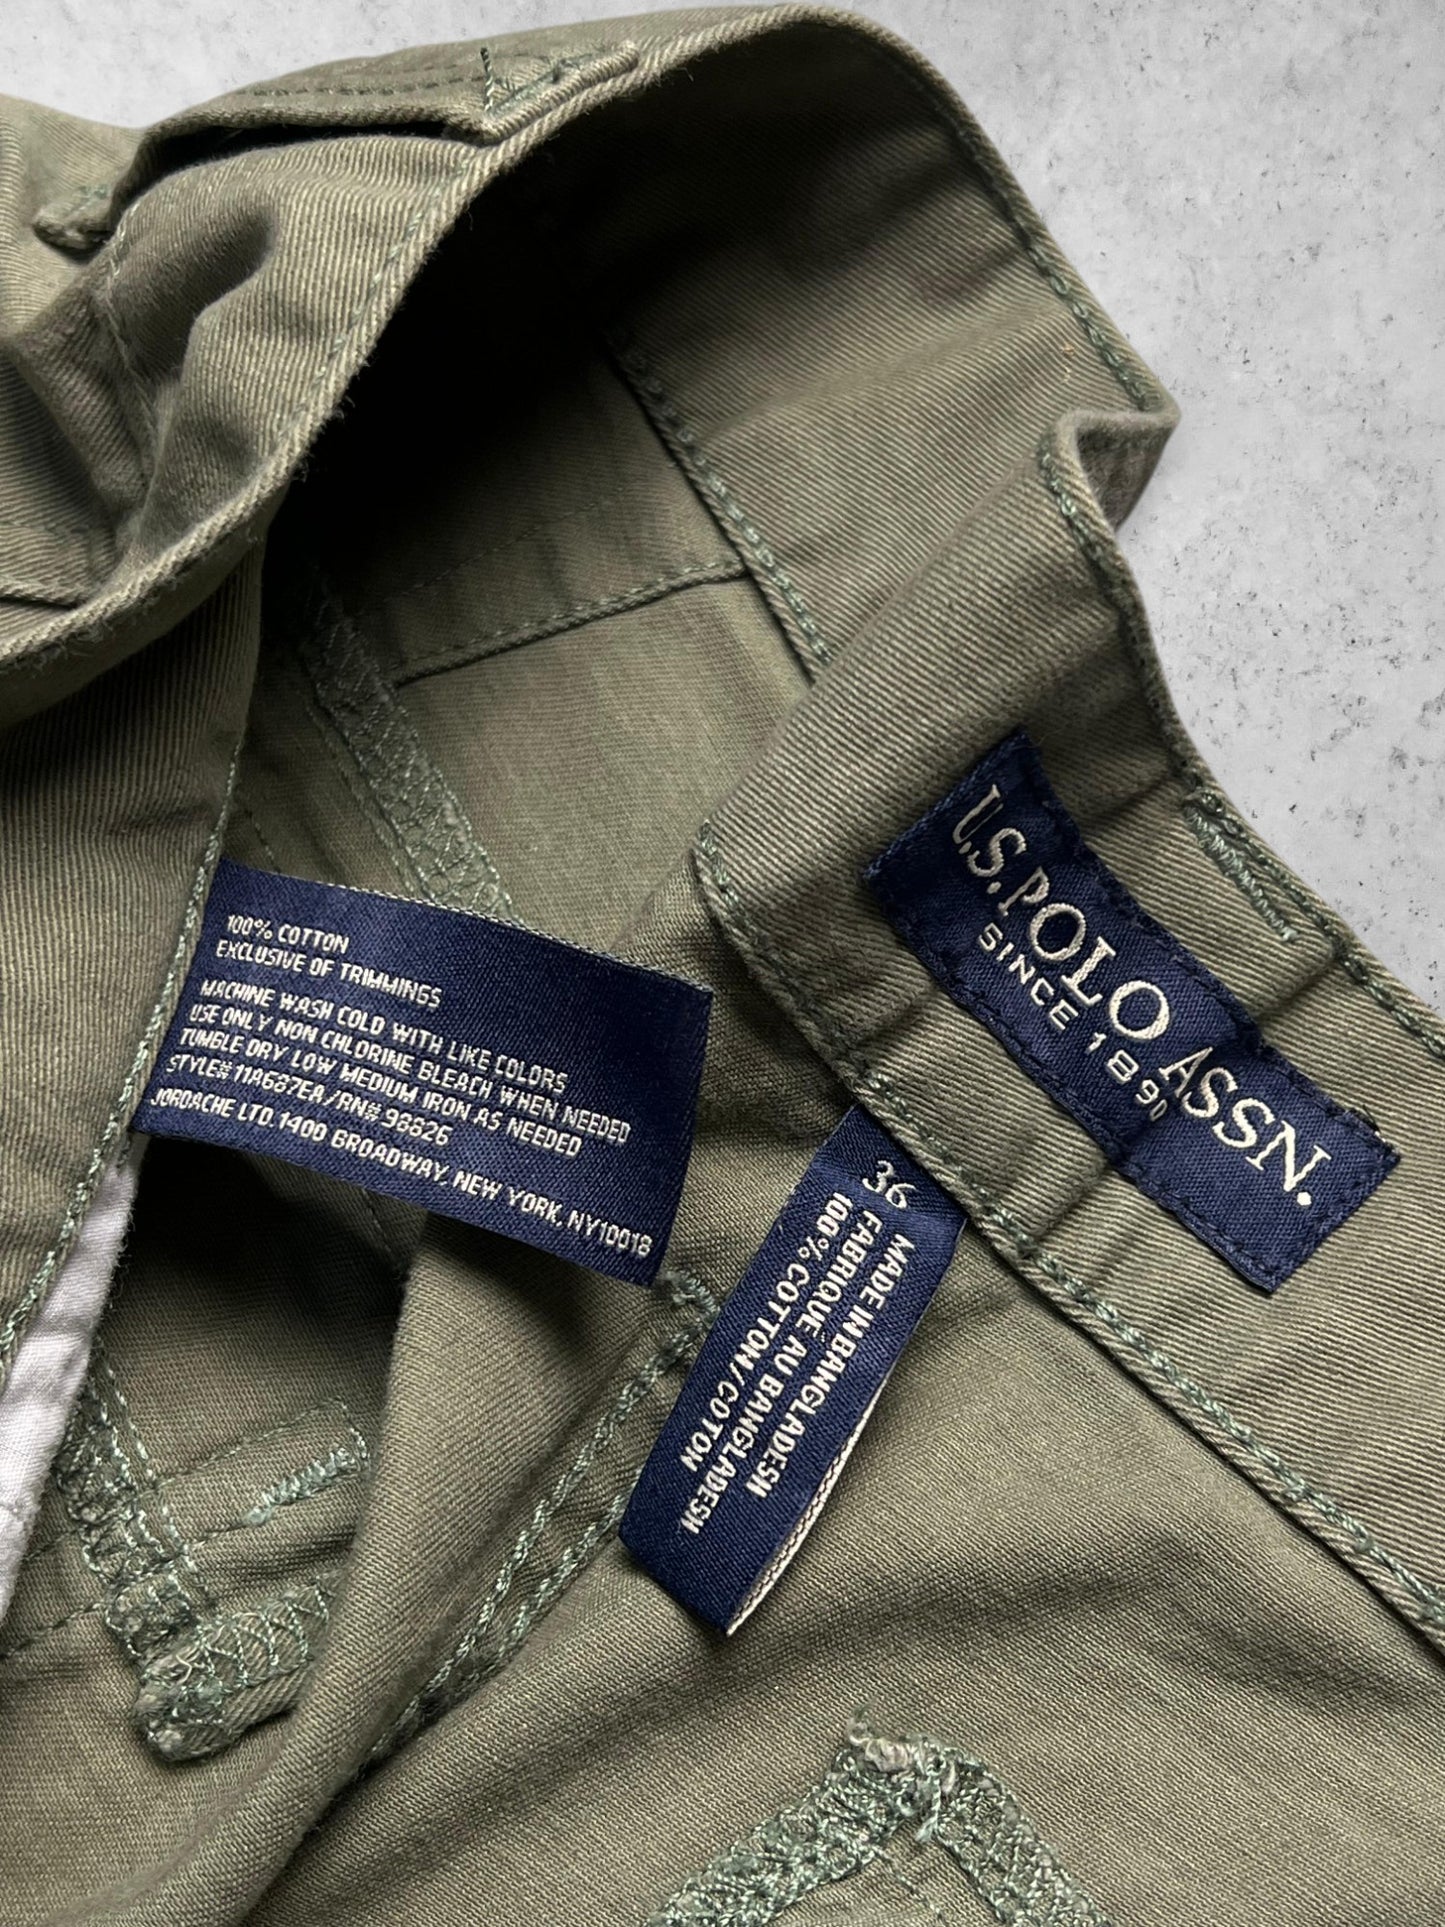 100% COTTON
EXCLUSIVE OF TRIMMINGS
MACHINE WASH COLD WITH LIKE COLORS
USE ONLY NON CHLORINE BLEACH WHEN NEEDED
TUMBLE DRY LOW MEDIUM IRON AS NEEDED
STYLE# 11A687EA/RN# 98826
JORDACHE LTD. 1400 BROADWAY, NEW YORK, NY10018
U.S. POLO ASSN.
SINCE 1890
36
MADE IN BANGLADESH
FABRIQUÉ AU BANGLADESH
100% COTTON/COTON